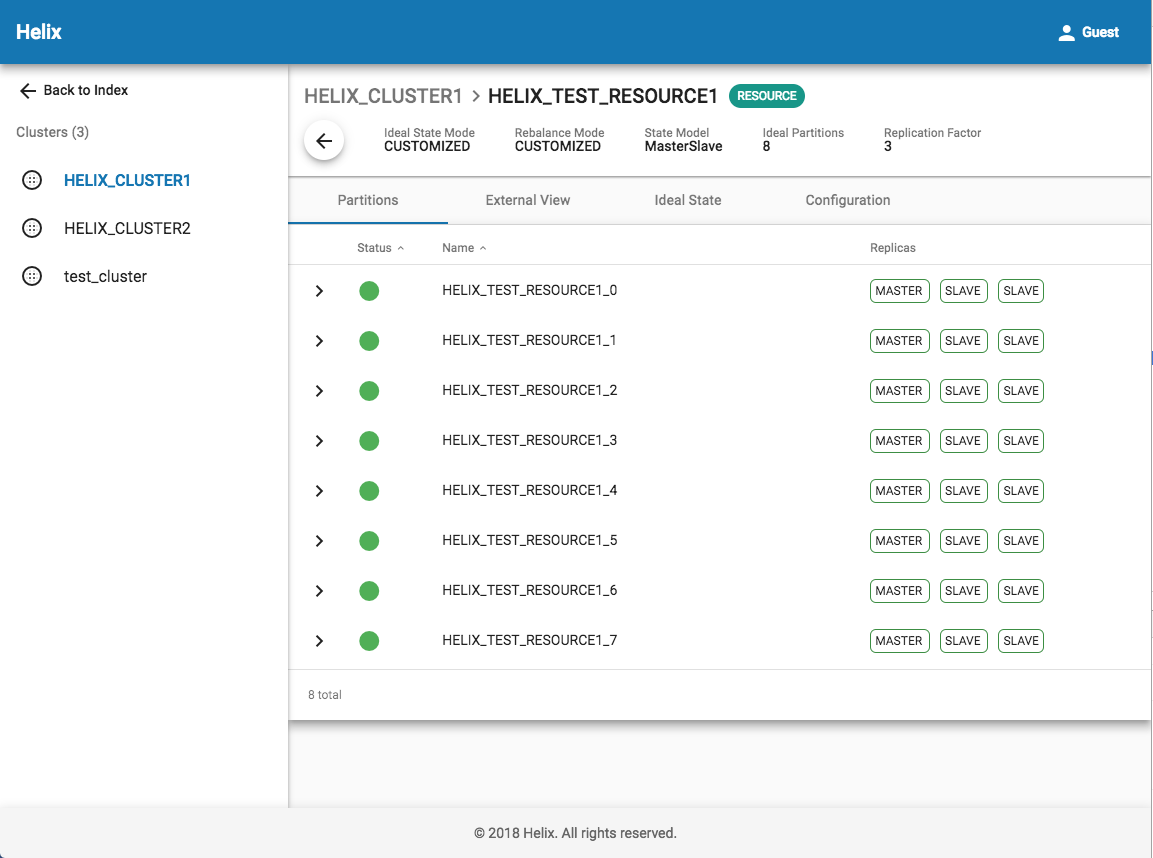 Helix
Guest
Back to Index
Clusters (3)
HELIX_CLUSTER1
HELIX_CLUSTER2
test_cluster
HELIX_CLUSTER1 > HELIX_TEST_RESOURCE1 RESOURCE
Ideal State Mode Rebalance Mode State Model Ideal Partitions Replication Factor
CUSTOMIZED CUSTOMIZED MasterSlave 8 3
Partitions External View Ideal State Configuration
Status Name Replicas
HELIX_TEST_RESOURCE1_0 MASTER SLAVE SLAVE
HELIX_TEST_RESOURCE1_1 MASTER SLAVE SLAVE
HELIX_TEST_RESOURCE1_2 MASTER SLAVE SLAVE
HELIX_TEST_RESOURCE1_3 MASTER SLAVE SLAVE
HELIX_TEST_RESOURCE1_4 MASTER SLAVE SLAVE
HELIX_TEST_RESOURCE1_5 MASTER SLAVE SLAVE
HELIX_TEST_RESOURCE1_6 MASTER SLAVE SLAVE
HELIX_TEST_RESOURCE1_7 MASTER SLAVE SLAVE
8 total
© 2018 Helix. All rights reserved.